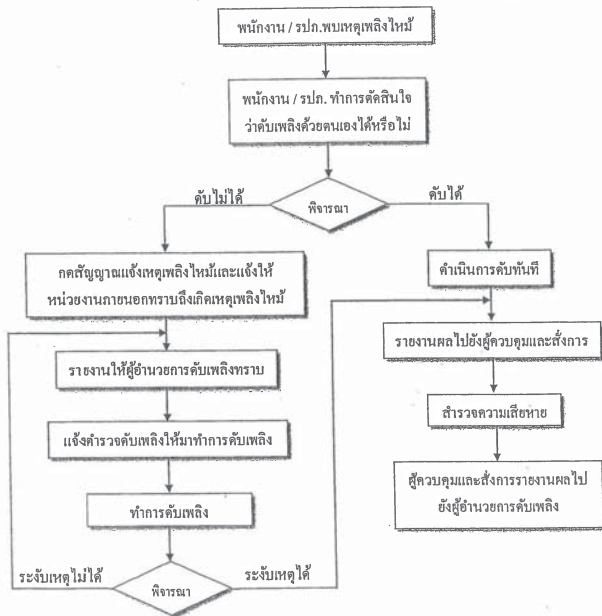 พนักงาน / รปภ.พบเหตุเพลิงไหม้
พนักงาน / รปภ. ทำการตัดสินใจ
ว่าดับเพลิงด้วยตนเองได้หรือไม่
พิจารณา
ดับไม่ได้
ดับได้
กดสัญญาณแจ้งเหตุเพลิงไหม้และแจ้งให้
หน่วยงานภายนอกทราบถึงเกิดเหตุเพลิงไหม้
รายงานให้ผู้อำนวยการดับเพลิงทราบ
แจ้งตำรวจดับเพลิงให้มาทำการดับเพลิง
ทำการดับเพลิง
พิจารณา
ระงับเหตุไม่ได้
ระงับเหตุได้
ดำเนินการดับทันที
รายงานผลไปยังผู้ควบคุมและสั่งการ
สำรวจความเสียหาย
ผู้ควบคุมและสั่งการรายงานผลไป
ยังผู้อำนวยการดับเพลิง